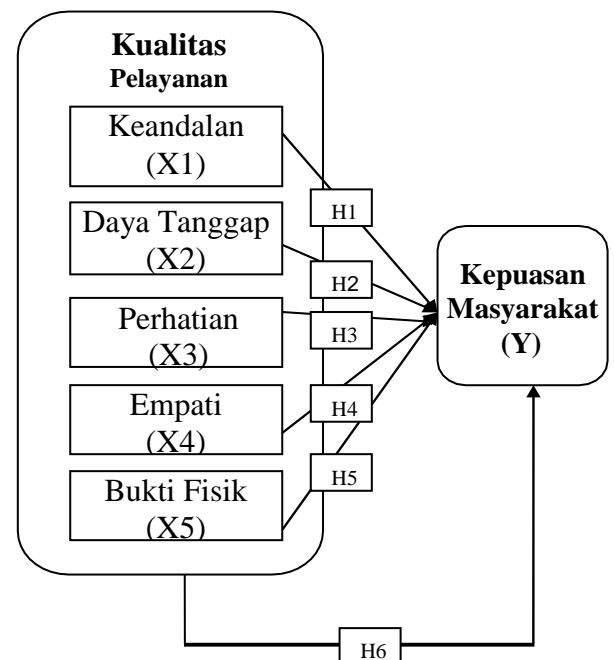 Kualitas
Pelayanan
Keandalan
(X1)
Daya Tanggap
(X2)
Perhatian
(X3)
Empati
(X4)
Bukti Fisik
(X5)
H1
H2
H3
H4
H5
Kepuasan
Masyarakat
(Y)
H6